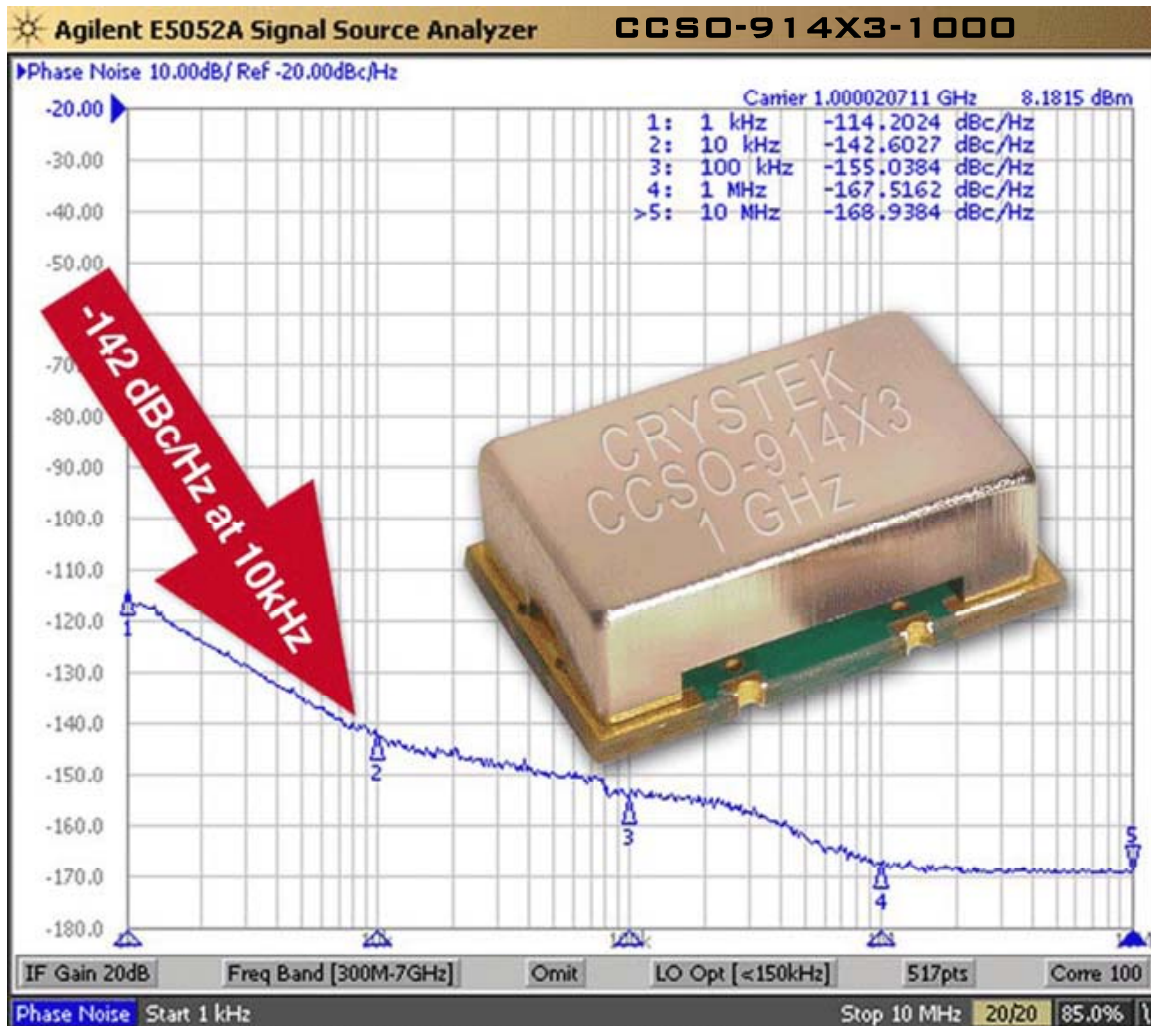 Agilent E5052A Signal Source Analyzer CCSO-914X3-1000
Phase Noise 10.00dB/ Ref -20.00dBc/Hz
Carrier 1.000020711 GHz 8.1815 dBm
1: 1 kHz -114.2024 dBc/Hz
2: 10 kHz -142.6027 dBc/Hz
3: 100 kHz -155.0384 dBc/Hz
4: 1 MHz -167.5162 dBc/Hz
>5: 10 MHz -168.9384 dBc/Hz
-20.00
-30.00
-40.00
-50.00
-80.00
-90.00
-100.0
-110.0
-120.0
-130.0
-140.0
-150.0
-160.0
-170.0
-180.0
-142 dBc/Hz at 10kHz
CRYSTEK
CCSO-914X3
1 GHz
1
2
3
4
5
IF Gain 20dB Freq Band [300M-7GHz] Omit LO Opt [<150kHz] 517pts Corre 100
Phase Noise Start 1 kHz Stop 10 MHz 20/20 85.0%